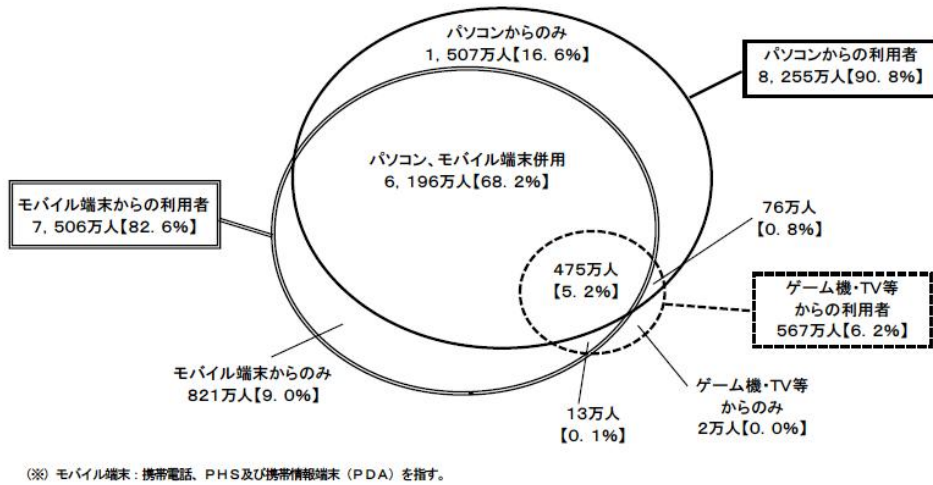 パソコンからのみ
1,507万人【16.6%】
パソコンからの利用者
8,255万人【90.8%】
パソコン、モバイル端末併用
6,196万人【68.2%】
モバイル端末からの利用者
7,506万人【82.6%】
76万人
【0.8%】
475万人
【5.2%】
ゲーム機・TV等
からの利用者
567万人【6.2%】
モバイル端末からのみ
821万人【9.0%】
13万人
【0.1%】
ゲーム機・TV等
からのみ
2万人【0.0%】
(※) モバイル端末:携帯電話、PHS及び携帯情報端末(PDA)を指す。